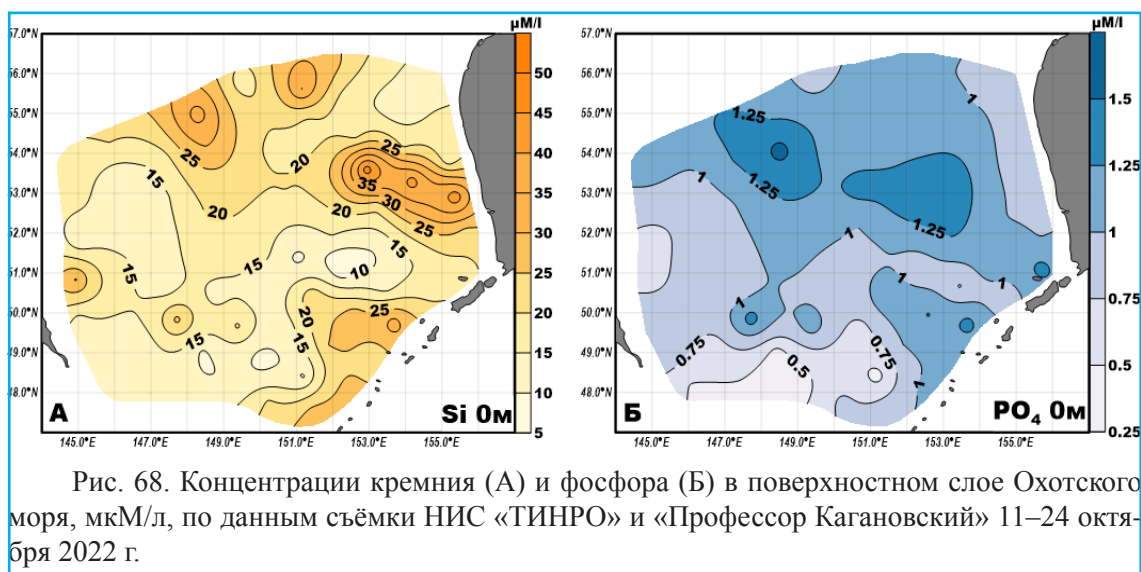 µM/l
57.0°N
56.0°N
55.0°N
54.0°N
53.0°N
52.0°N
51.0°N
50.0°N
49.0°N
48.0°N
145.0°E 147.0°E 149.0°E 151.0°E 153.0°E 155.0°E
25
15
20
20
20
25
35
30
25
15
15
15
10
20
15
15
25
А
Si 0м
50
45
40
35
30
25
20
15
10
5
µM/l
57.0°N
56.0°N
55.0°N
54.0°N
53.0°N
52.0°N
51.0°N
50.0°N
49.0°N
48.0°N
145.0°E 147.0°E 149.0°E 151.0°E 153.0°E 155.0°E
1
1.25
1.25
1
1.25
1
1
1
1
0.75
0.5
0.75
1
Б
PO₄ 0м
1.5
1.25
1
0.75
0.5
0.25
Рис. 68. Концентрации кремния (А) и фосфора (Б) в поверхностном слое Охотского
моря, мкМ/л, по данным съёмки НИС «ТИНРО» и «Профессор Кагановский» 11–24 октя-
бря 2022 г.